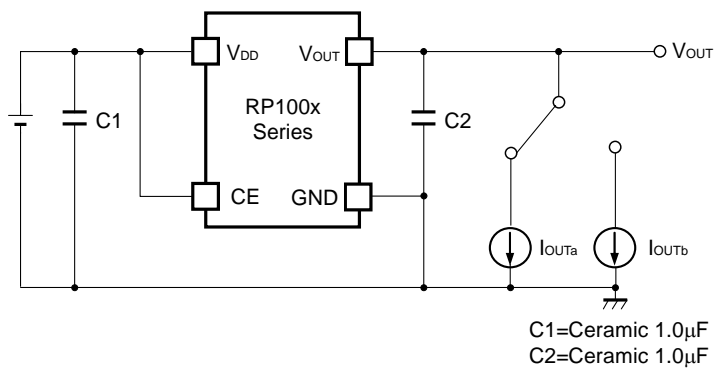 VDD
VOUT
VOUT
RP100x
Series
C1
C2
CE
GND
IOUTa
IOUTb
C1=Ceramic 1.0μF
C2=Ceramic 1.0μF